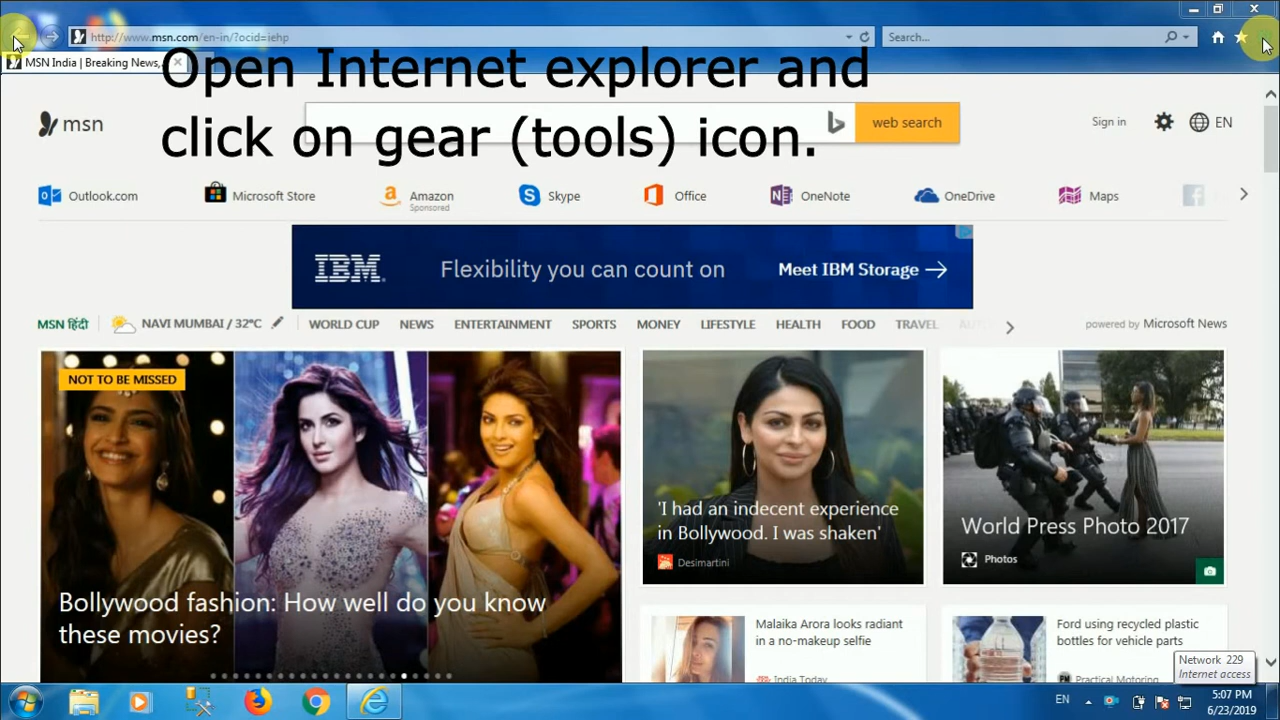 http://www.msn.com/en-in/?ocid=iehp
Search...
MSN India | Breaking News,
Open Internet explorer and
click on gear (tools) icon.
msn
web search
Sign in
EN
Outlook.com
Microsoft Store
Amazon
Sponsored
Skype
Office
OneNote
OneDrive
Maps
IBM
Flexibility you can count on
Meet IBM Storage
MSN हिंदी
NAVI MUMBAI / 32°C
WORLD CUP
NEWS
ENTERTAINMENT
SPORTS
MONEY
LIFESTYLE
HEALTH
FOOD
TRAVEL
powered by Microsoft News
NOT TO BE MISSED
Bollywood fashion: How well do you know
these movies?
'I had an indecent experience
in Bollywood. I was shaken'
Desimartini
World Press Photo 2017
Photos
Malaika Arora looks radiant
in a no-makeup selfie
India Today
Ford using recycled plastic
bottles for vehicle parts
Practical Motoring
Network 229
Internet access
EN
5:07 PM
6/23/2019